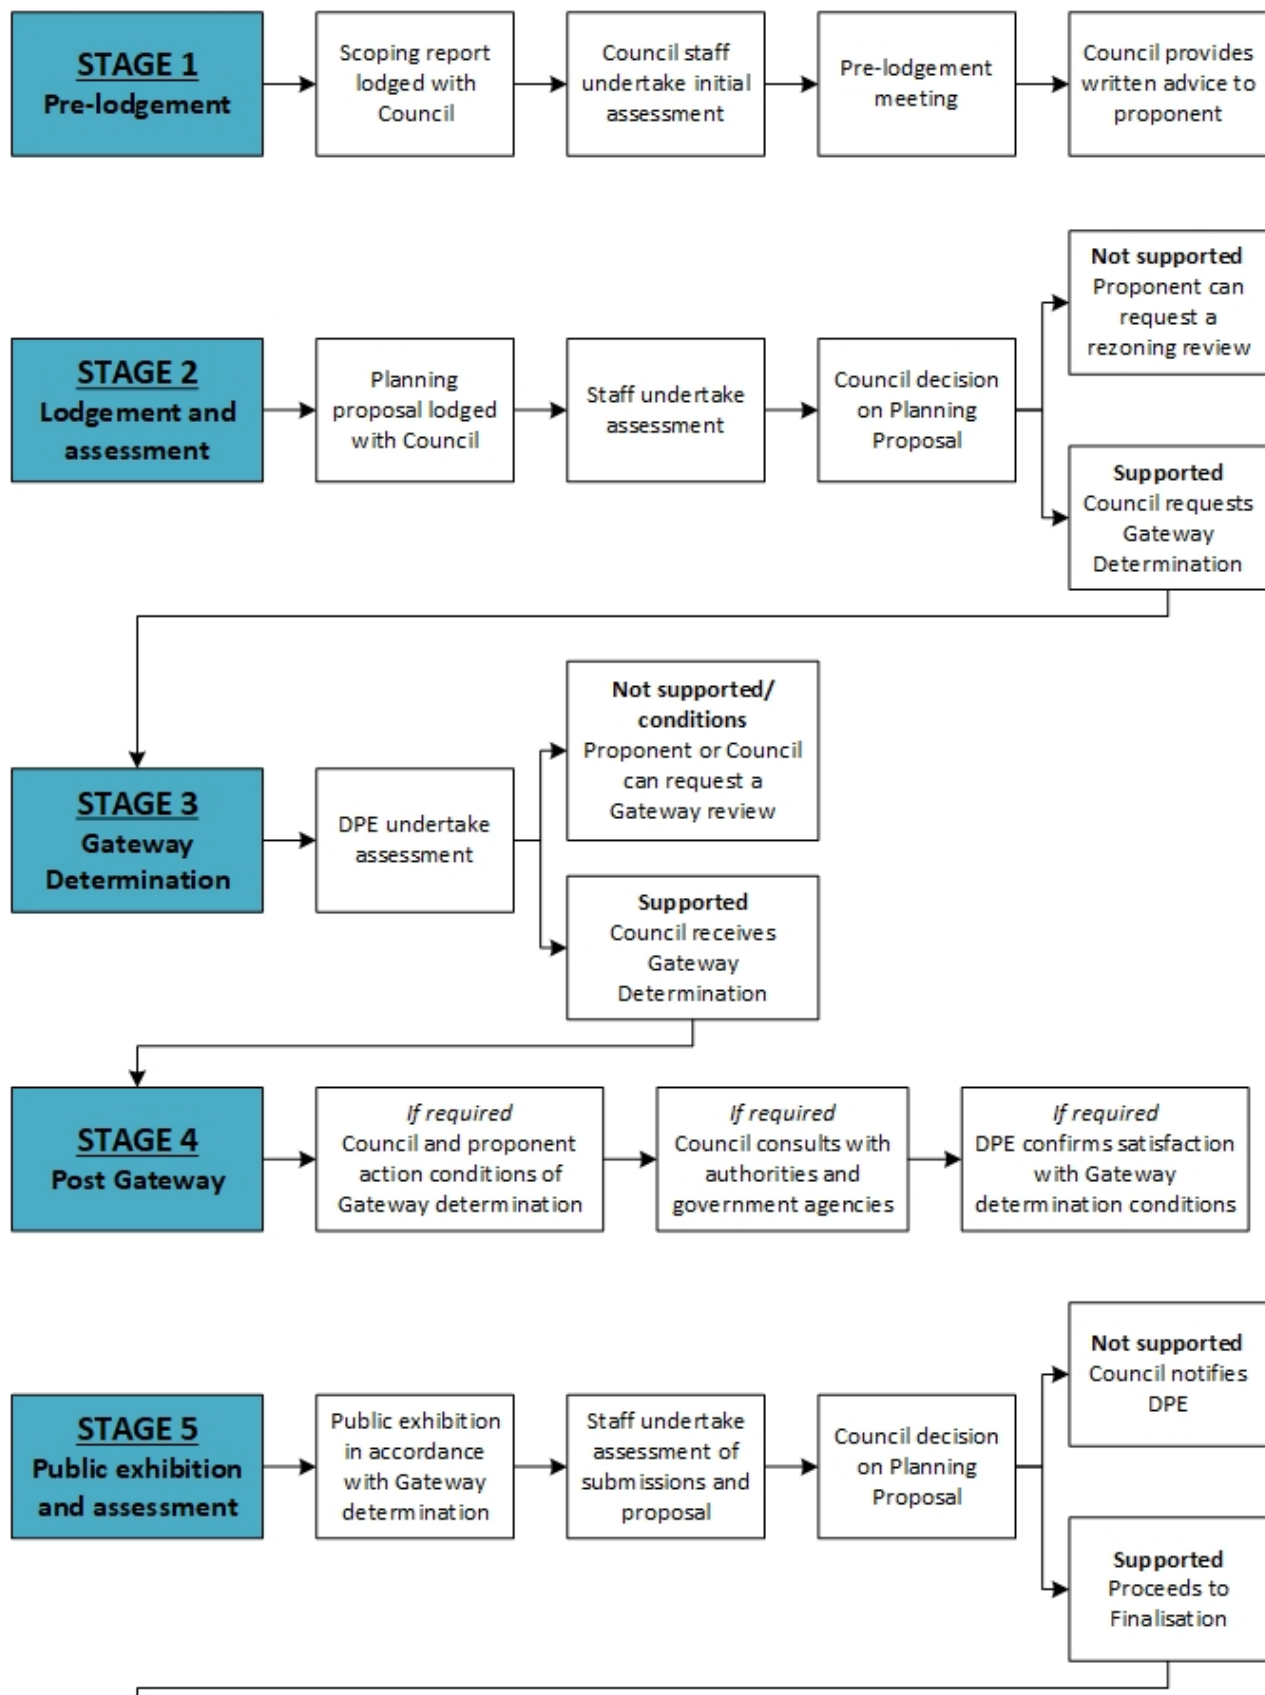 STAGE 1
Pre-lodgement
Scoping report
lodged with
Council
Council staff
undertake initial
assessment
Pre-lodgement
meeting
Council provides
written advice to
proponent
STAGE 2
Lodgement and
assessment
Planning
proposal lodged
with Council
Staff undertake
assessment
Council decision
on Planning
Proposal
Not supported
Proponent can
request a
rezoning review
Supported
Council requests
Gateway
Determination
STAGE 3
Gateway
Determination
DPE undertake
assessment
Not supported/
conditions
Proponent or Council
can request a
Gateway review
Supported
Council receives
Gateway
Determination
STAGE 4
Post Gateway
If required
Council and proponent
action conditions of
Gateway determination
If required
Council consults with
authorities and
government agencies
If required
DPE confirms satisfaction
with Gateway
determination conditions
STAGE 5
Public exhibition
and assessment
Public exhibition
in accordance
with Gateway
determination
Staff undertake
assessment of
submissions and
proposal
Council decision
on Planning
Proposal
Not supported
Council notifies
DPE
Supported
Proceeds to
Finalisation